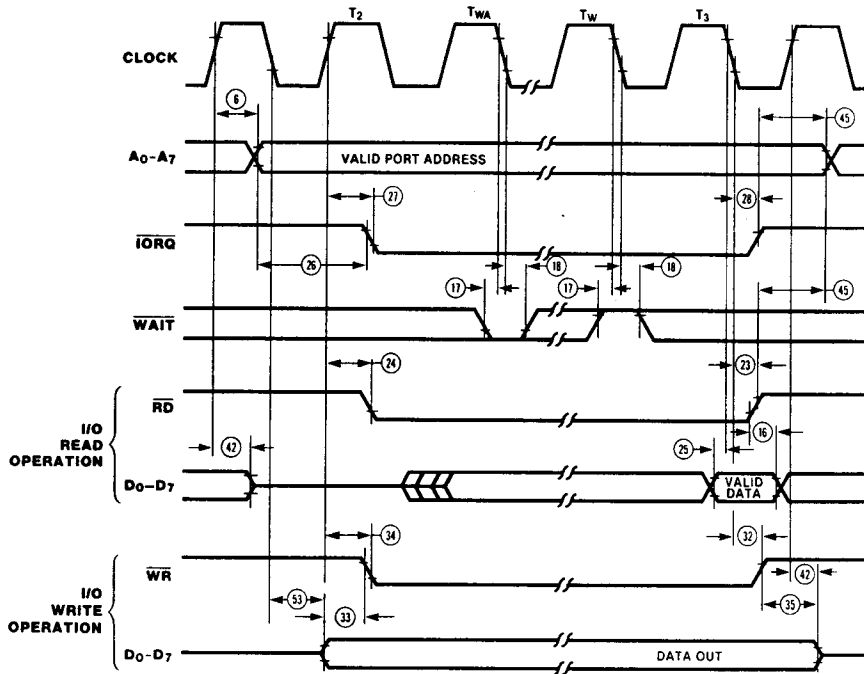 T2 TWA TW T3
CLOCK
6 45
A0-A7 VALID PORT ADDRESS
27 28
IORQ
26 18 18
17 17 45
WAIT
24 23
RD
I/O
READ
OPERATION
42 25 16
D0-D7 VALID
DATA
34 32
WR
42
I/O
WRITE
OPERATION
53 33 35
D0-D7 DATA OUT